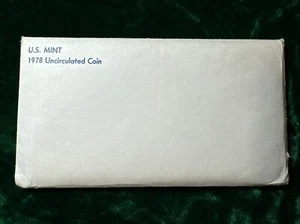 U.S. MINT
1978 Uncirculated Coin